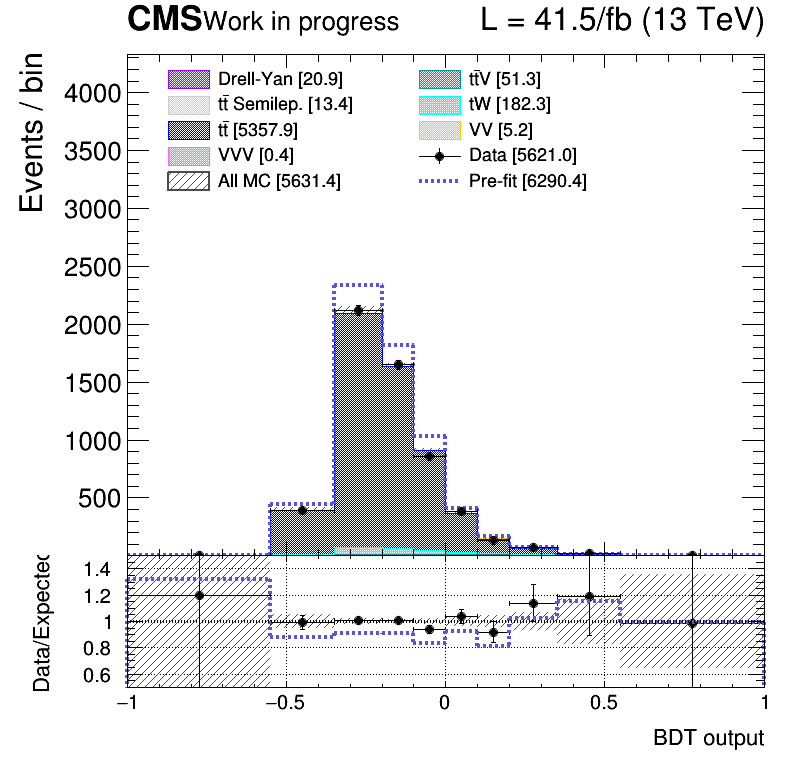 CMS Work in progress L = 41.5/fb (13 TeV)
Events / bin
Drell-Yan [20.9]
tt̄ Semilep. [13.4]
tt̄ [5357.9]
VVV [0.4]
All MC [5631.4]
tt̄V [51.3]
tW [182.3]
VV [5.2]
Data [5621.0]
Pre-fit [6290.4]
4000
3500
3000
2500
2000
1500
1000
500
Data/Expected
1.4
1.2
1
0.8
0.6
−1 −0.5 0 0.5 1
BDT output